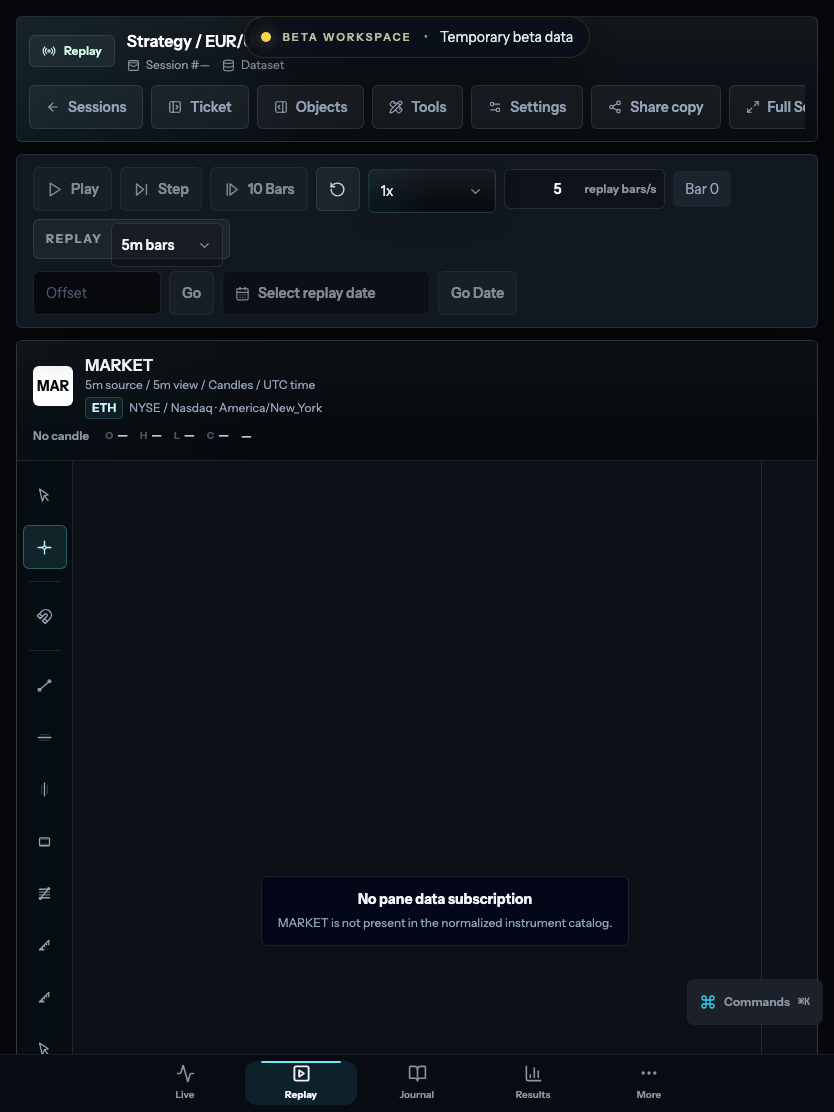 Replay
Strategy / EUR/
BETA WORKSPACE • Temporary beta data
Session #— Dataset
Sessions Ticket Objects Tools Settings Share copy Full Sc
Play Step 10 Bars 1x 5 replay bars/s Bar 0
REPLAY 5m bars
Offset Go Select replay date Go Date
MAR
MARKET
5m source / 5m view / Candles / UTC time
ETH NYSE / Nasdaq · America/New_York
No candle O — H — L — C — —
No pane data subscription
MARKET is not present in the normalized instrument catalog.
Commands ⌘K
Live Replay Journal Results More